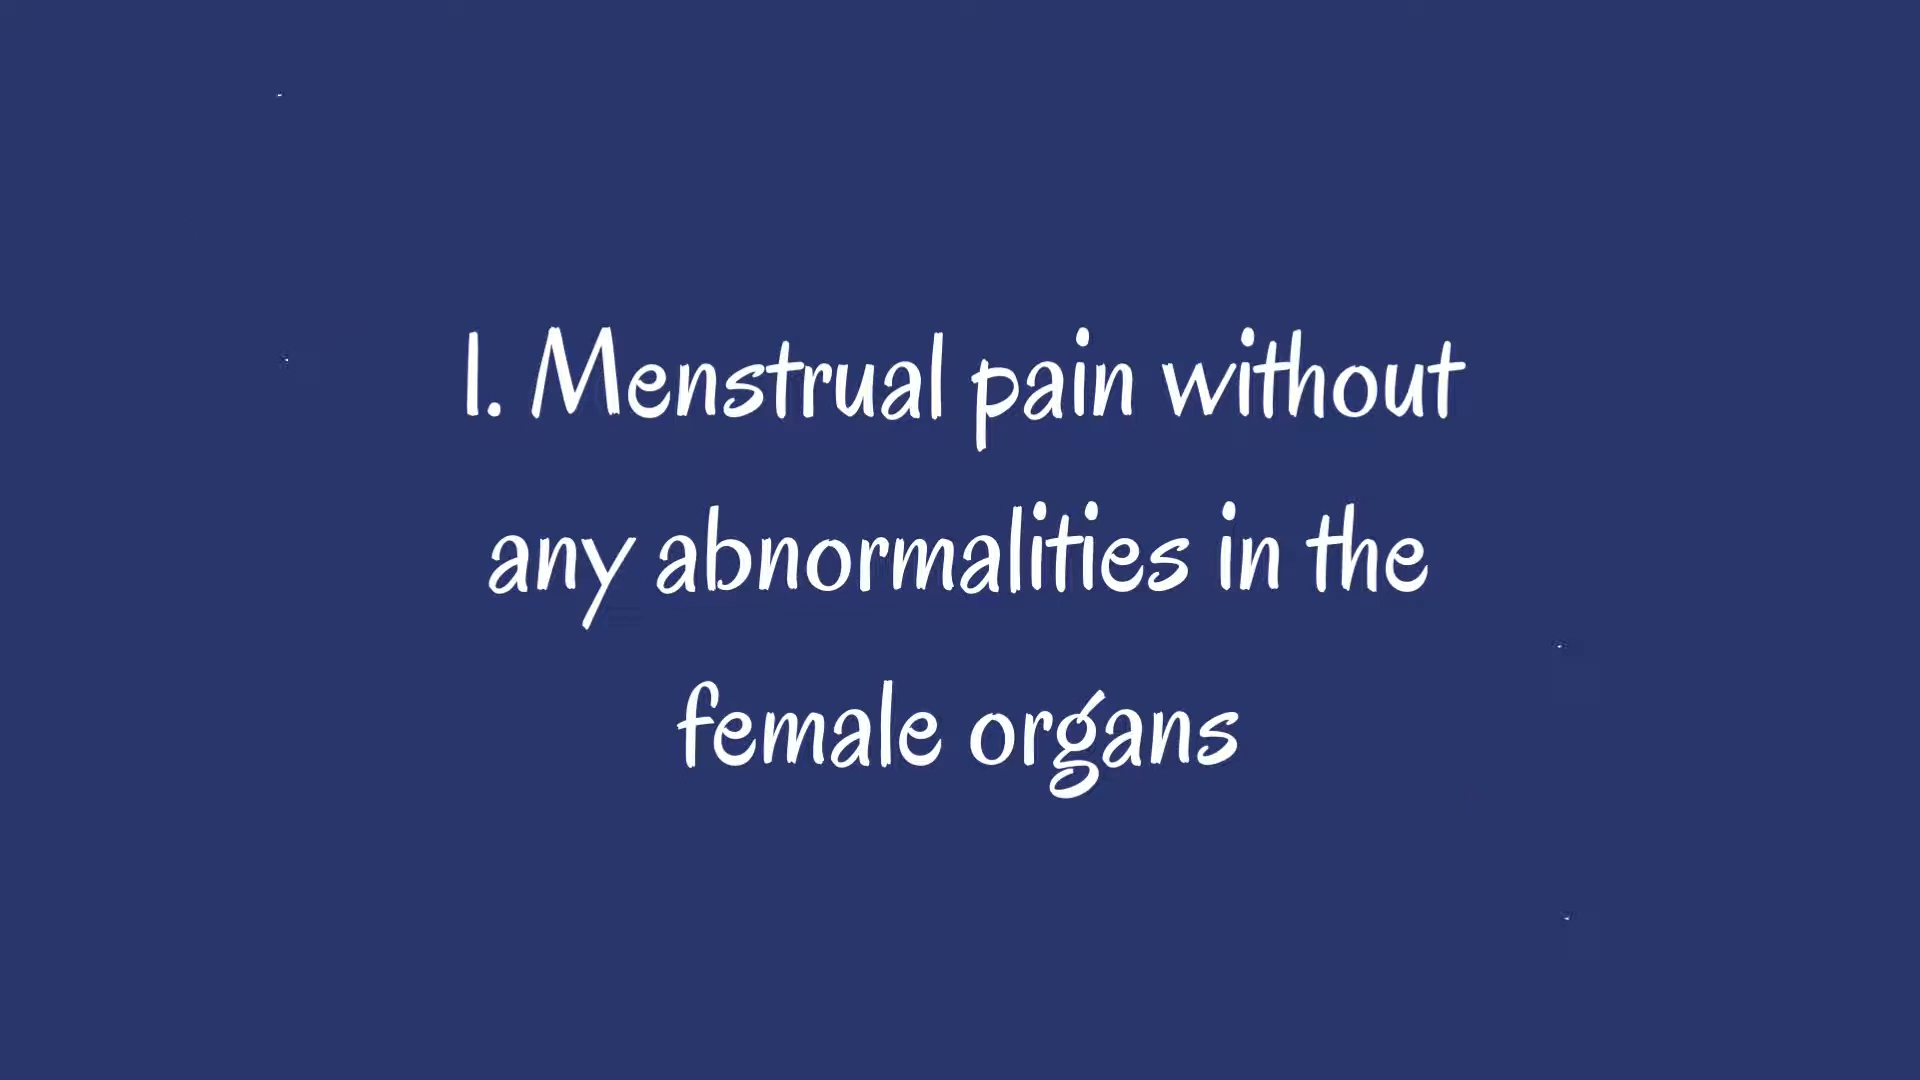 1. Menstrual pain without
any abnormalities in the
female organs